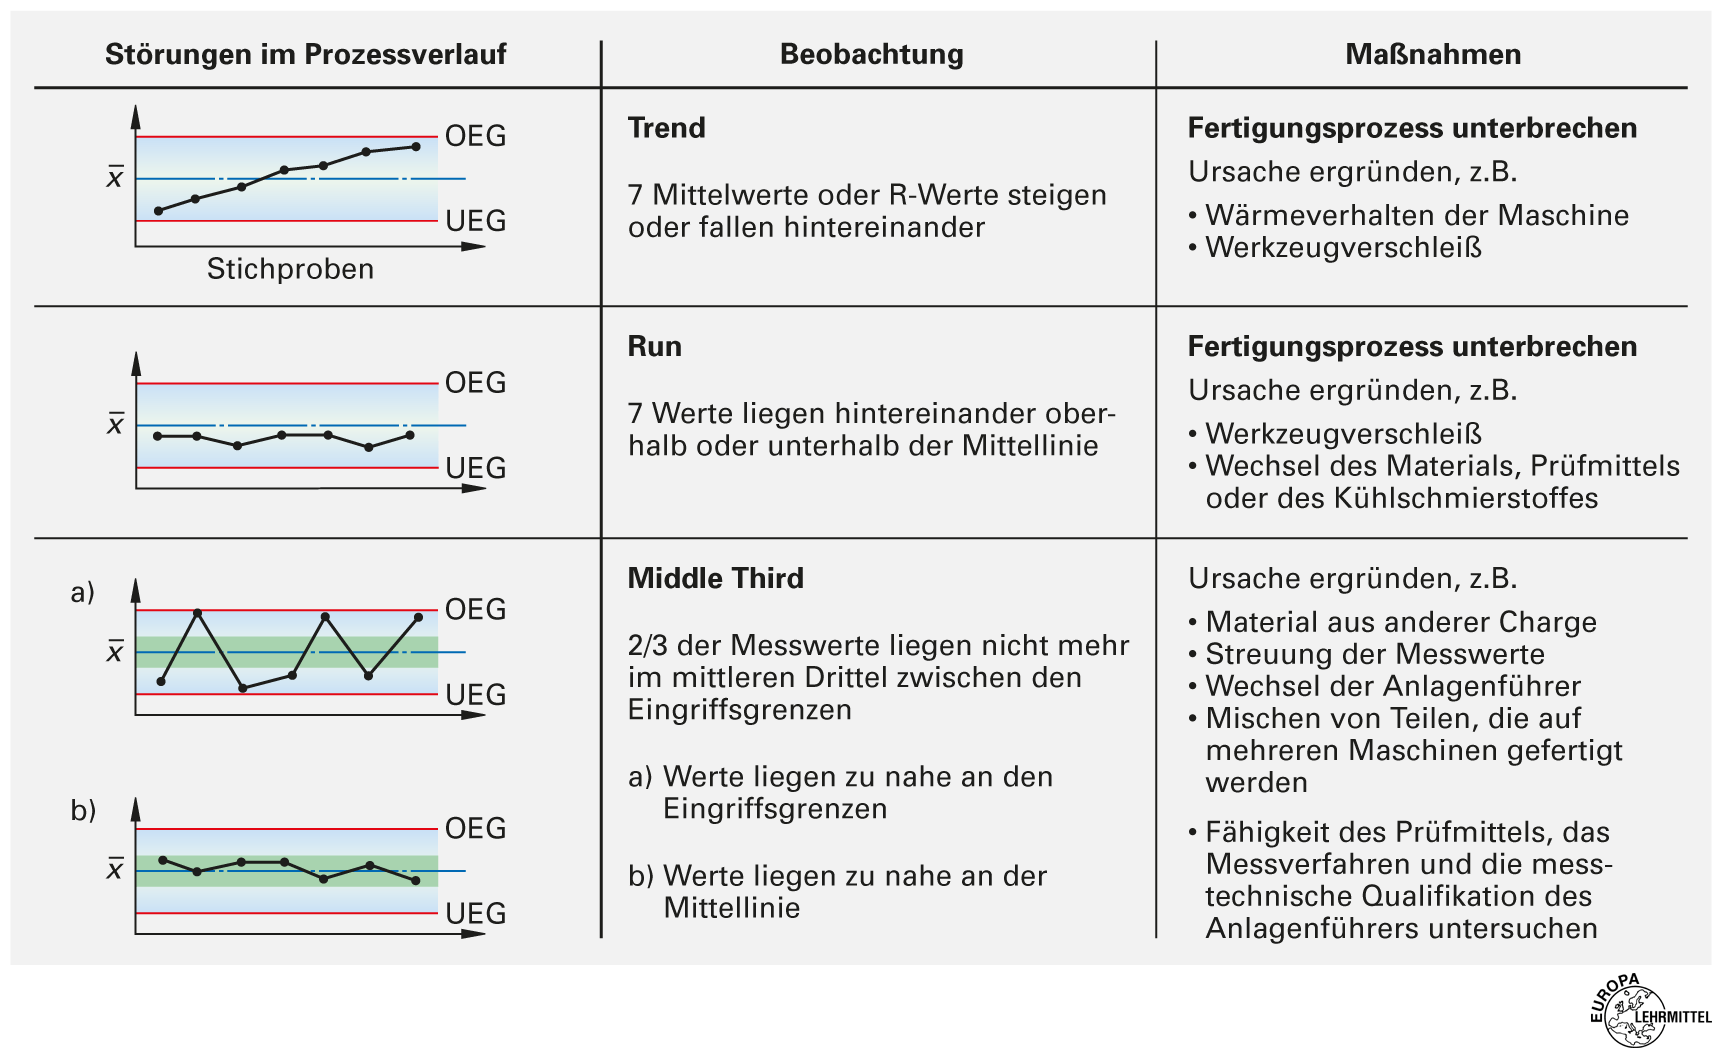 Störungen im Prozessverlauf
Beobachtung
Maßnahmen
OEG
x̅
UEG
Stichproben
Trend
7 Mittelwerte oder R-Werte steigen
oder fallen hintereinander
Fertigungsprozess unterbrechen
Ursache ergründen, z.B.
• Wärmeverhalten der Maschine
• Werkzeugverschleiß
OEG
x̅
UEG
Run
7 Werte liegen hintereinander ober-
halb oder unterhalb der Mittellinie
Fertigungsprozess unterbrechen
Ursache ergründen, z.B.
• Werkzeugverschleiß
• Wechsel des Materials, Prüfmittels
oder des Kühlschmierstoffes
a)
OEG
x̅
UEG
b)
OEG
x̅
UEG
Middle Third
2/3 der Messwerte liegen nicht mehr
im mittleren Drittel zwischen den
Eingriffsgrenzen
a) Werte liegen zu nahe an den
Eingriffsgrenzen
b) Werte liegen zu nahe an der
Mittellinie
Ursache ergründen, z.B.
• Material aus anderer Charge
• Streuung der Messwerte
• Wechsel der Anlagenführer
• Mischen von Teilen, die auf
mehreren Maschinen gefertigt
werden
• Fähigkeit des Prüfmittels, das
Messverfahren und die mess-
technische Qualifikation des
Anlagenführers untersuchen
EUROPA
LEHRMITTEL